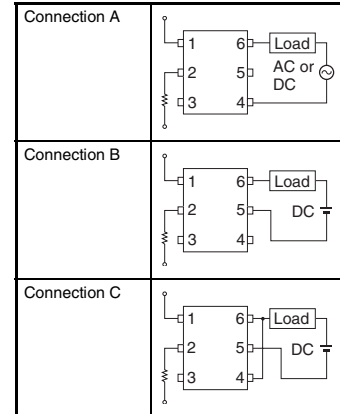 Connection A
1 6 Load
2 5 AC or
DC
3 4
Connection B
1 6 Load
2 5 DC
3 4
Connection C
1 6 Load
2 5 DC
3 4